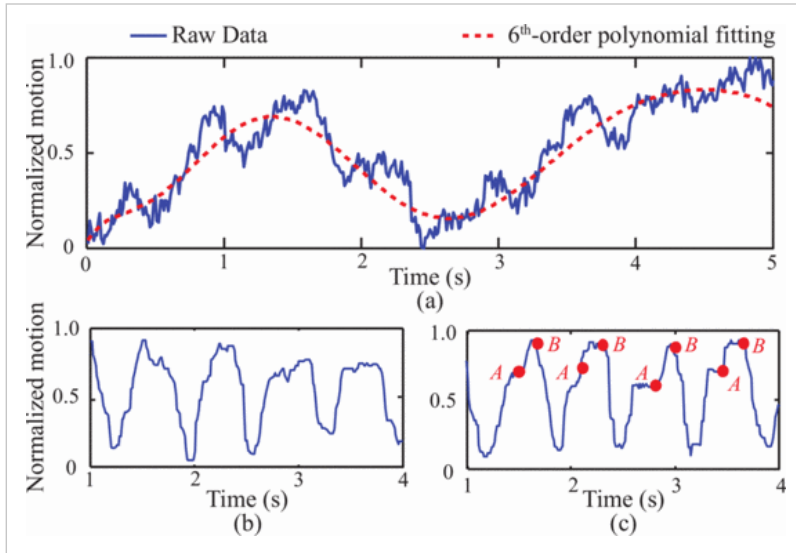 Raw Data
6th-order polynomial fitting
Normalized motion
1.0
0.5
0
0 1 2 3 4 5
Time (s)
(a)
Normalized motion
1.0
0.5
0
1 2 3 4
Time (s)
(b)
1.0
0.5
0
A B A B A B A B
1 2 3 4
Time (s)
(c)